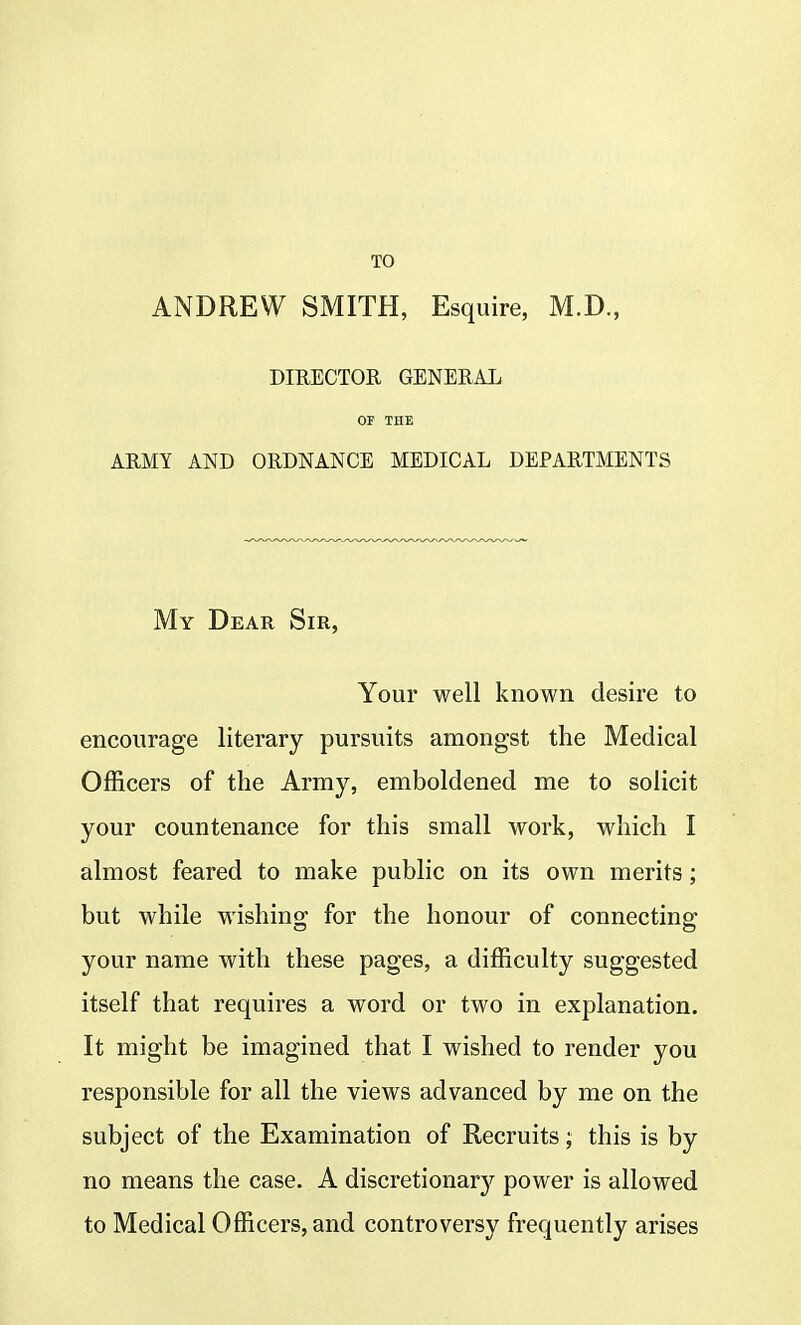 TO
ANDREW SMITH, Esquire, M.D.,
DIRECTOR GENERAL
OF THE
ARMY AND ORDNANCE MEDICAL DEPARTMENTS
My Dear Sir,
Your well known desire to
encourage literary pursuits amongst the Medical
Officers of the Army, emboldened me to solicit
your countenance for this small work, which I
almost feared to make public on its own merits;
but while wishing for the honour of connecting
your name with these pages, a difficulty suggested
itself that requires a word or two in explanation.
It might be imagined that I wished to render you
responsible for all the views advanced by me on the
subject of the Examination of Recruits; this is by
no means the case. A discretionary power is allowed
to Medical Officers, and controversy frequently arises